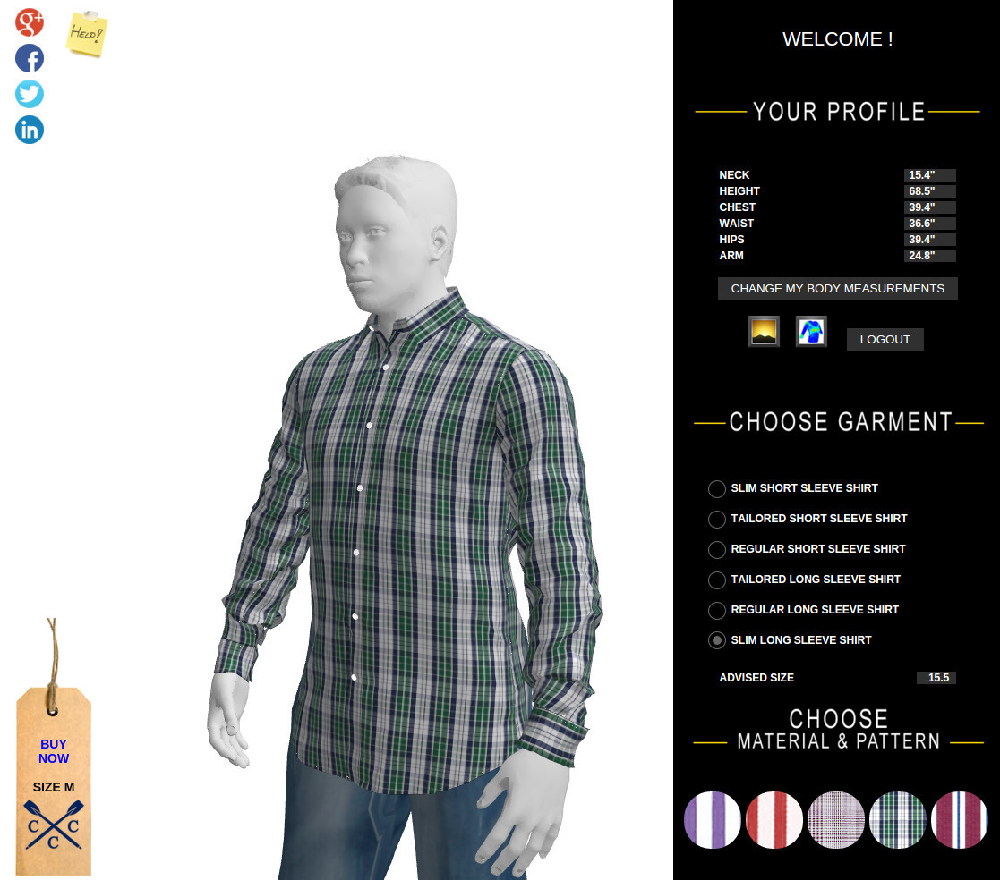 g+
HELP!
f
in
BUY
NOW
SIZE M
C C
C
WELCOME !
YOUR PROFILE
NECK 15.4"
HEIGHT 68.5"
CHEST 39.4"
WAIST 36.6"
HIPS 39.4"
ARM 24.8"
CHANGE MY BODY MEASUREMENTS
LOGOUT
CHOOSE GARMENT
SLIM SHORT SLEEVE SHIRT
TAILORED SHORT SLEEVE SHIRT
REGULAR SHORT SLEEVE SHIRT
TAILORED LONG SLEEVE SHIRT
REGULAR LONG SLEEVE SHIRT
SLIM LONG SLEEVE SHIRT
ADVISED SIZE 15.5
CHOOSE
MATERIAL & PATTERN